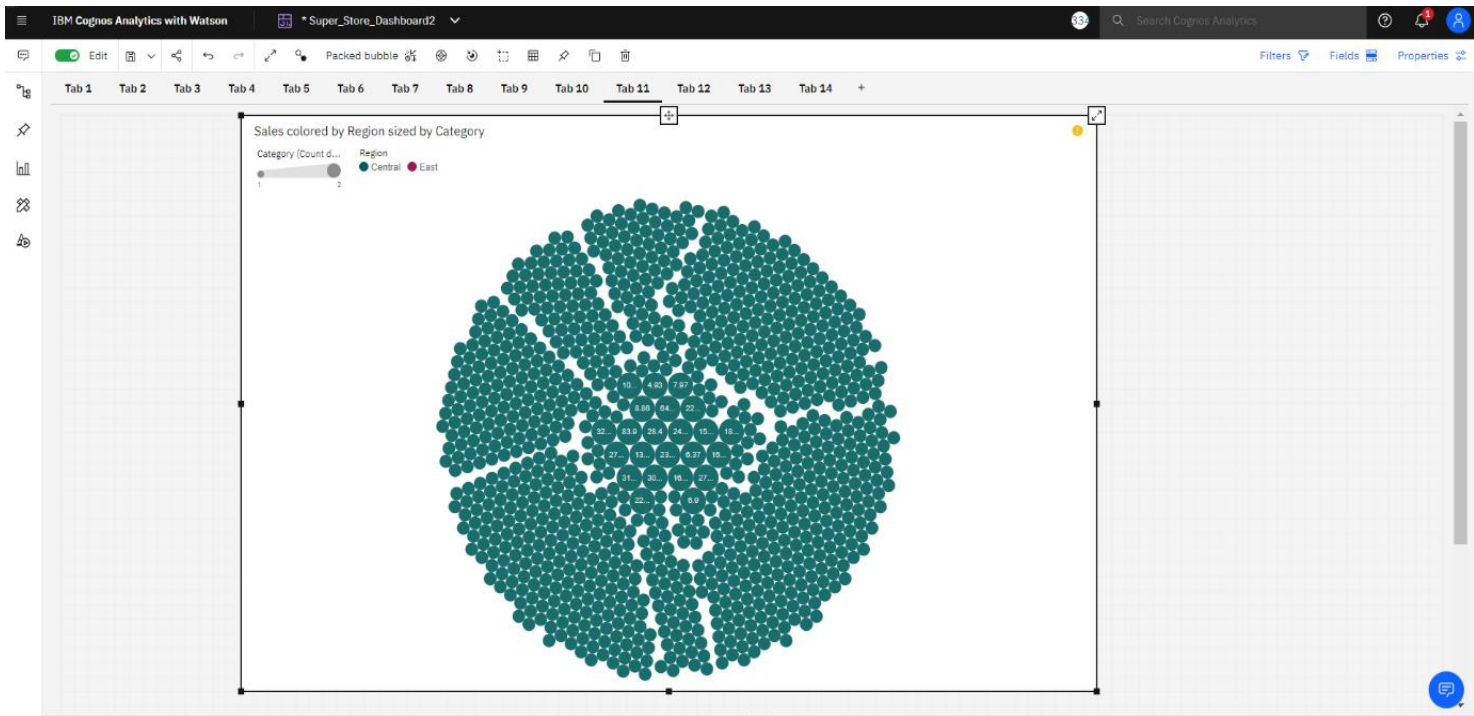 IBM Cognos Analytics with Watson
* Super_Store_Dashboard2
334
Search Cognos Analytics
1
Edit
Packed bubble
Filters
Fields
Properties
Tab 1 Tab 2 Tab 3 Tab 4 Tab 5 Tab 6 Tab 7 Tab 8 Tab 9 Tab 10 Tab 11 Tab 12 Tab 13 Tab 14 +
Sales colored by Region sized by Category
Category (Count d... Region
Central East
1 2
10... 4.93 7.97
8.86 64... 22...
32... 83.9 28.4 24... 15... 18...
27... 13... 23... 6.37 16...
31... 30... 16... 27...
22... 6.9